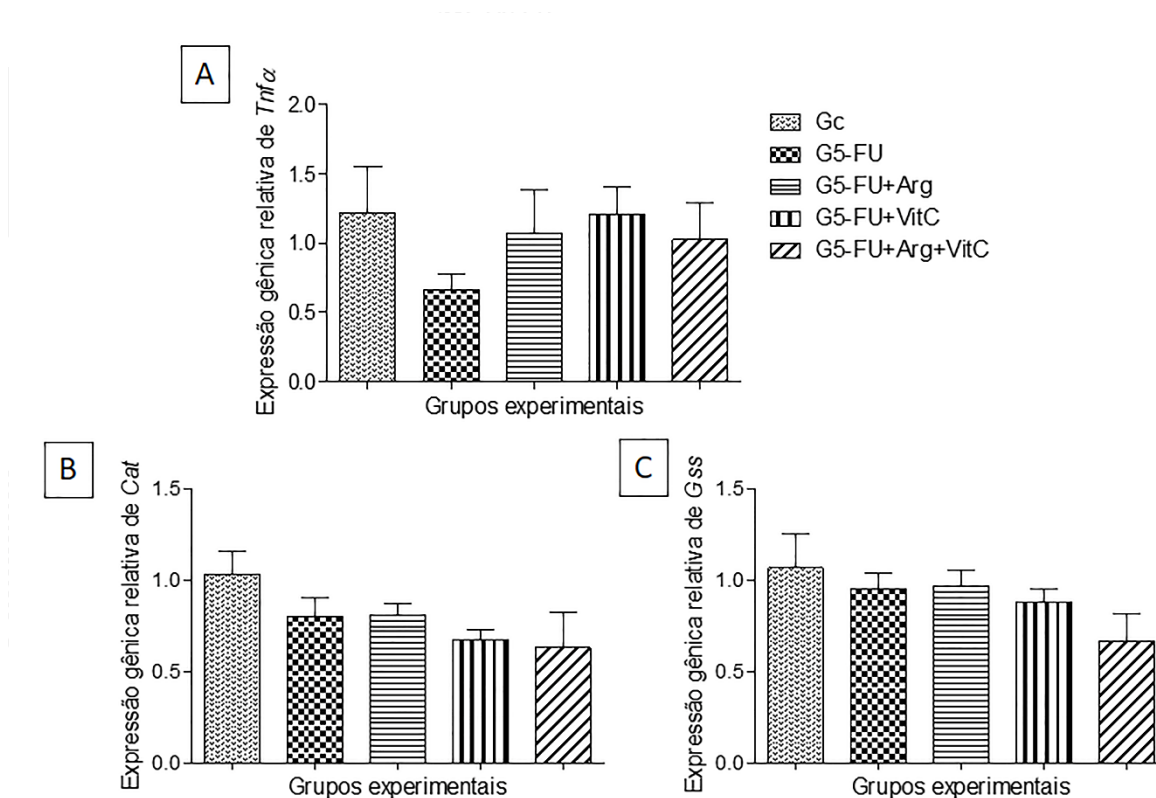 A
Expressão gênica relativa de Tnfα
2.0
1.5
1.0
0.5
0.0
Grupos experimentais
Gc
G5-FU
G5-FU+Arg
G5-FU+VitC
G5-FU+Arg+VitC
B
Expressão gênica relativa de Cat
1.5
1.0
0.5
0.0
Grupos experimentais
C
Expressão gênica relativa de Gss
1.5
1.0
0.5
0.0
Grupos experimentais